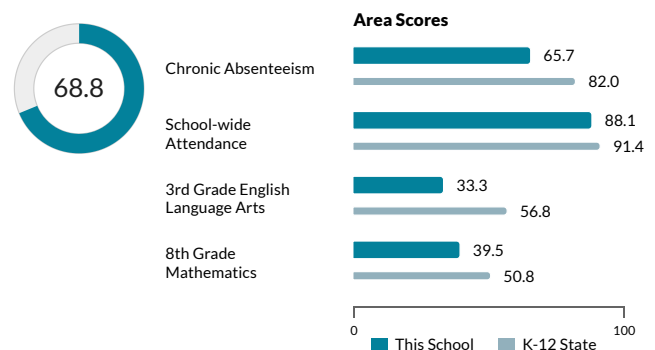 Area Scores
68.8
Chronic Absenteeism
65.7
82.0
School-wide
Attendance
88.1
91.4
3rd Grade English
Language Arts
33.3
56.8
8th Grade
Mathematics
39.5
50.8
0
100
This School
K-12 State